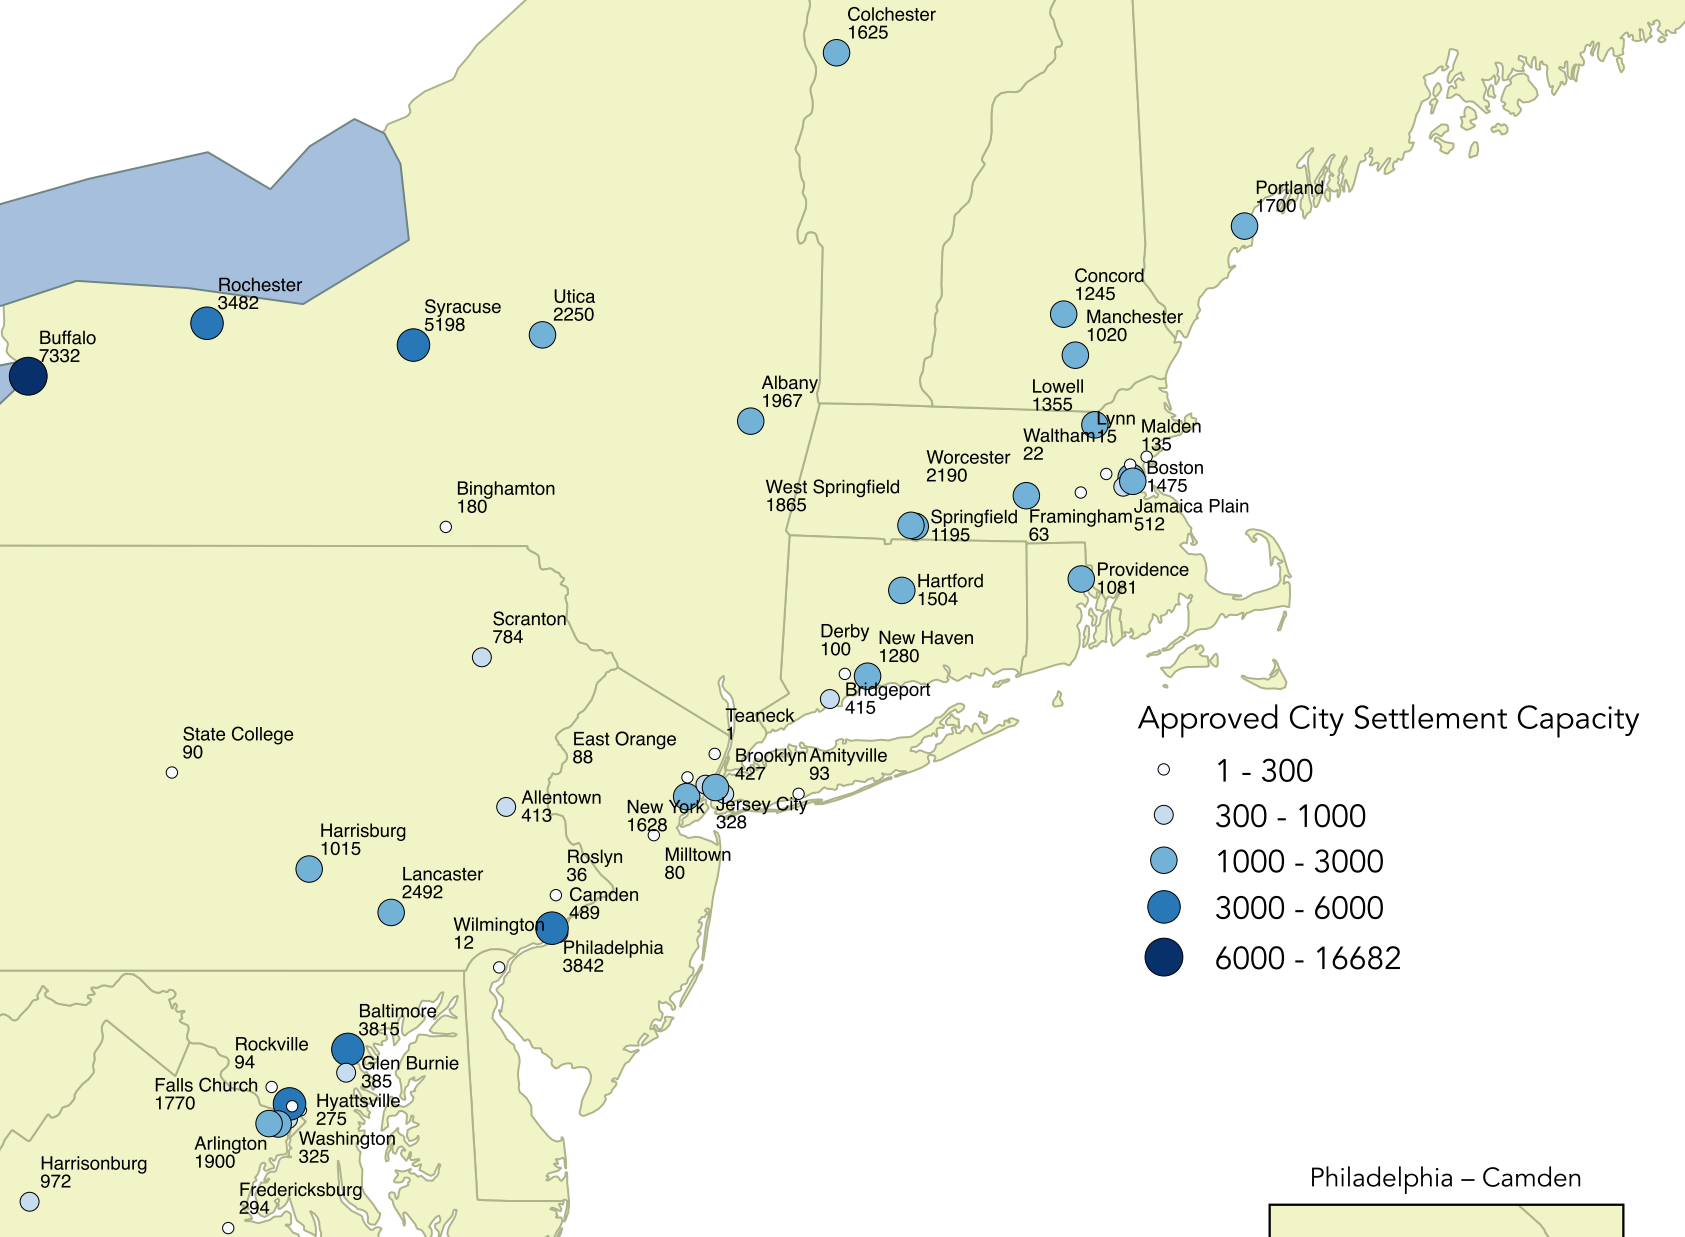 Colchester
1625
Portland
1700
Rochester
3482
Syracuse
5198
Utica
2250
Concord
1245
Manchester
1020
Buffalo
7332
Albany
1967
Lowell
1355
Lynn
15
Waltham
22
Malden
135
Worcester
2190
Boston
1475
West Springfield
1865
Binghamton
180
Jamaica Plain
512
Springfield
1195
Framingham
63
Hartford
1504
Providence
1081
Scranton
784
Derby
100
New Haven
1280
Bridgeport
415
Teaneck
1
State College
90
East Orange
88
Brooklyn
427
Amityville
93
Allentown
413
New York
1628
Jersey City
328
Harrisburg
1015
Milltown
80
Roslyn
36
Lancaster
2492
Camden
489
Wilmington
12
Philadelphia
3842
Baltimore
3815
Rockville
94
Glen Burnie
385
Falls Church
1770
Hyattsville
275
Arlington
1900
Washington
325
Harrisonburg
972
Fredericksburg
294
Approved City Settlement Capacity
1 - 300
300 - 1000
1000 - 3000
3000 - 6000
6000 - 16682
Philadelphia – Camden